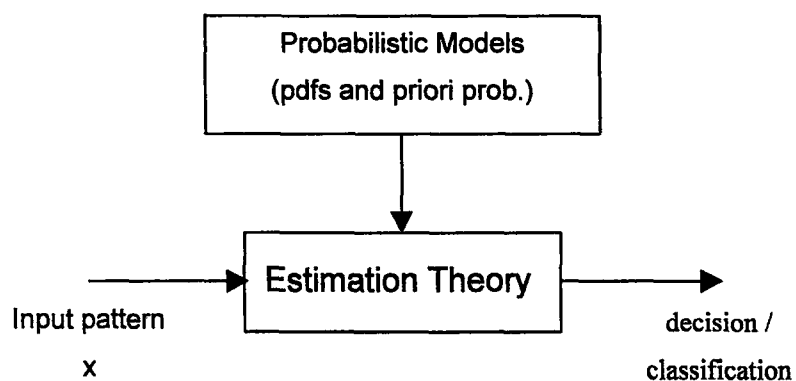 Probabilistic Models
(pdfs and priori prob.)
Estimation Theory
Input pattern
x
decision /
classification